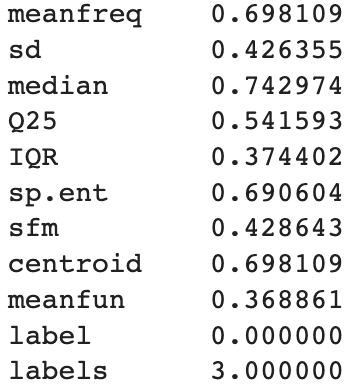 meanfreq 0.698109
sd 0.426355
median 0.742974
Q25 0.541593
IQR 0.374402
sp.ent 0.690604
sfm 0.428643
centroid 0.698109
meanfun 0.368861
label 0.000000
labels 3.000000